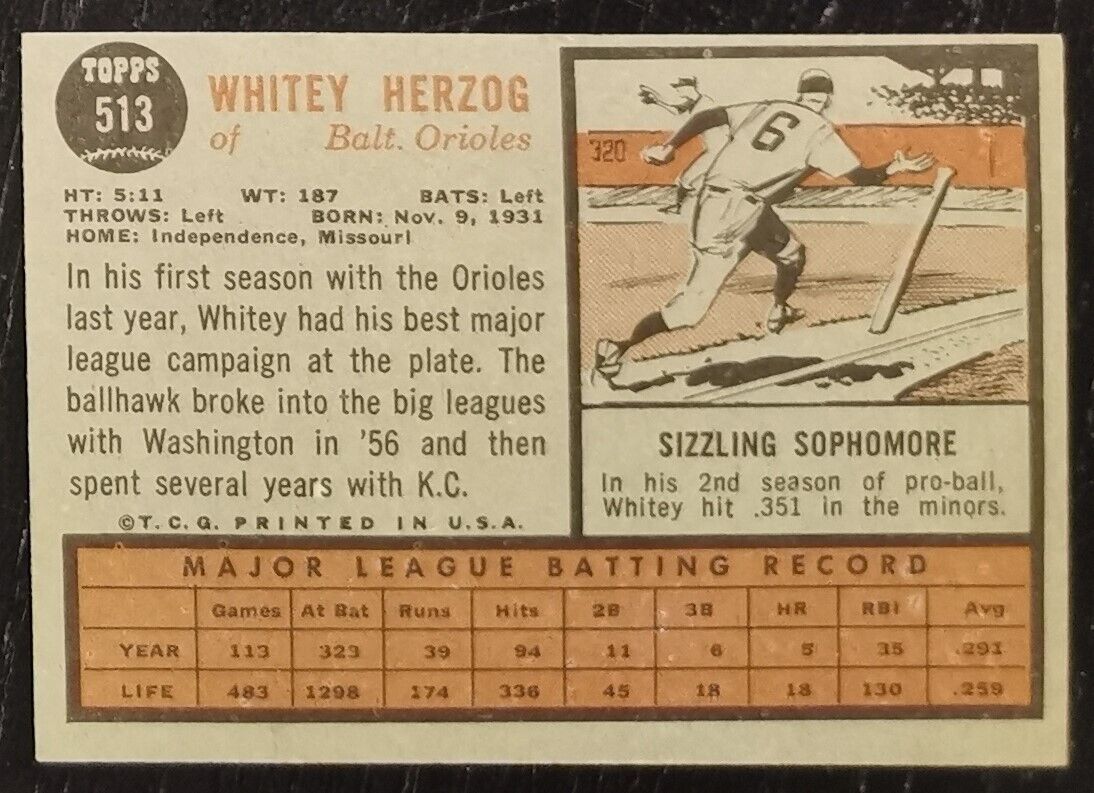 TOPPS
513
WHITEY HERZOG
of Balt. Orioles
HT: 5:11 WT: 187 BATS: Left
THROWS: Left BORN: Nov. 9, 1931
HOME: Independence, Missouri
In his first season with the Orioles
last year, Whitey had his best major
league campaign at the plate. The
ballhawk broke into the big leagues
with Washington in '56 and then
spent several years with K.C.
©T.C.G. PRINTED IN U.S.A.
320
6
SIZZLING SOPHOMORE
In his 2nd season of pro-ball,
Whitey hit .351 in the minors.
MAJOR LEAGUE BATTING RECORD
Games At Bat Runs Hits 2B 3B HR RBI Avg
YEAR 113 323 39 94 11 6 5 35 .291
LIFE 483 1298 174 336 45 18 18 130 .259